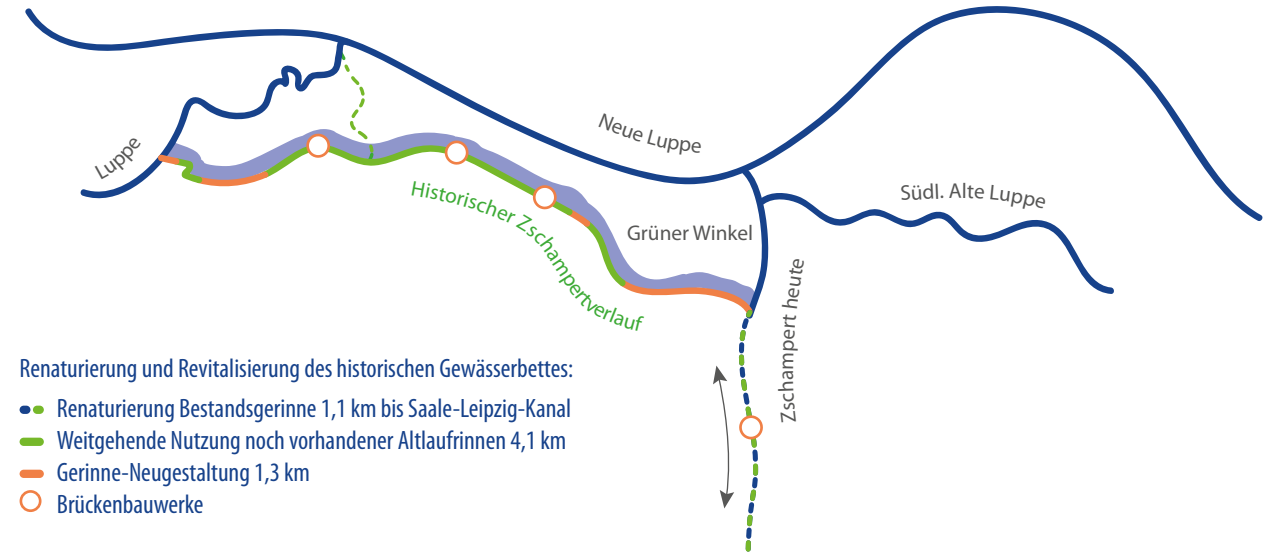 Neue Luppe
Luppe
Südl. Alte Luppe
Historischer Zschampertverlauf
Grüner Winkel
Zschampert heute
Renaturierung und Revitalisierung des historischen Gewässerbettes:
Renaturierung Bestandsgerinne 1,1 km bis Saale-Leipzig-Kanal
Weitgehende Nutzung noch vorhandener Altlaufrinnen 4,1 km
Gerinne-Neugestaltung 1,3 km
Brückenbauwerke